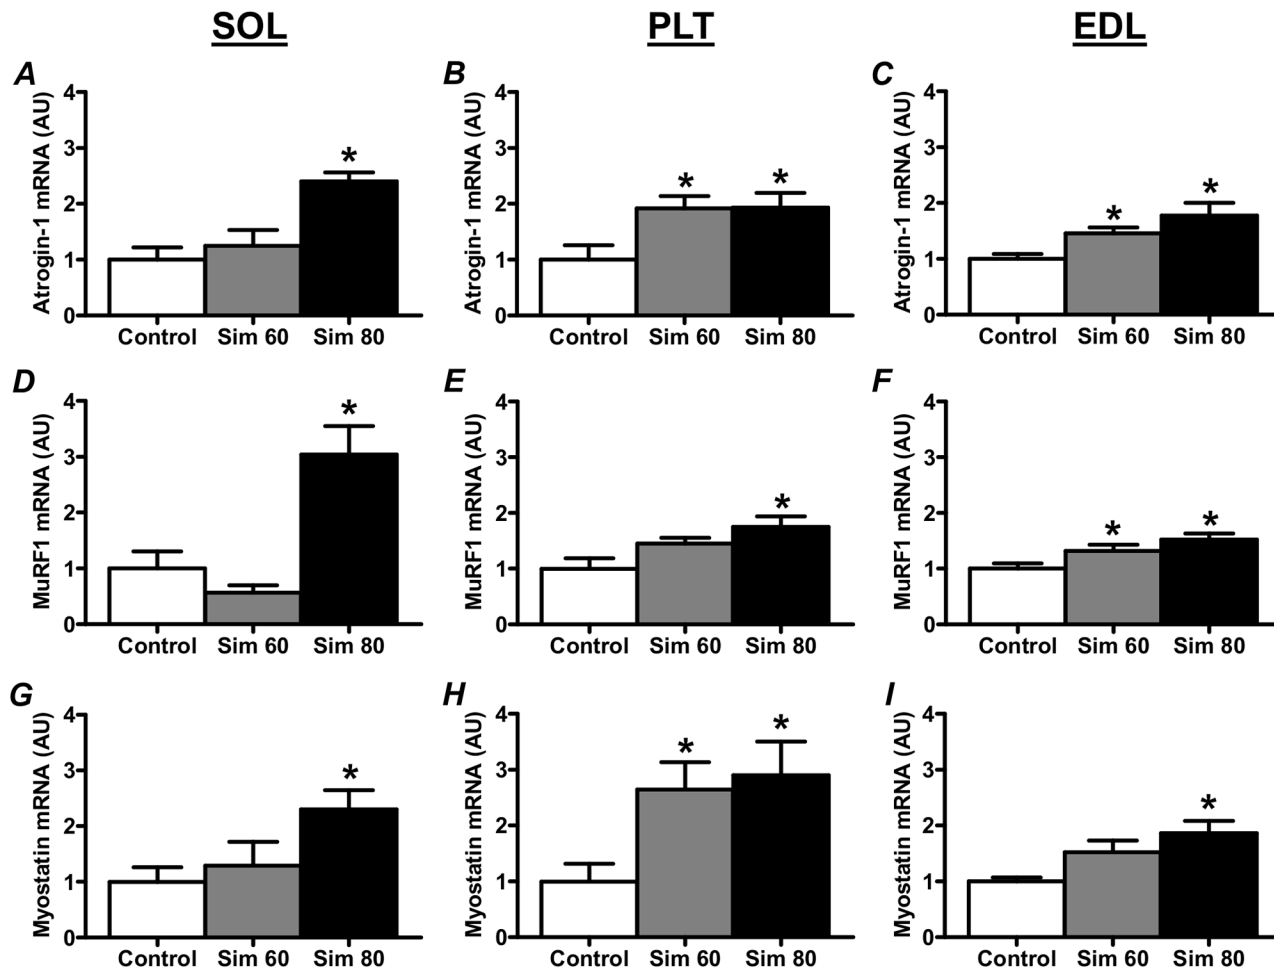 SOL PLT EDL
A B C
Atrogin-1 mRNA (AU) Atrogin-1 mRNA (AU) Atrogin-1 mRNA (AU)
4 4 4
3 3 3
2 2 2
1 1 1
0 0 0
* * * * *
Control Sim 60 Sim 80 Control Sim 60 Sim 80 Control Sim 60 Sim 80
D E F
MuRF1 mRNA (AU) MuRF1 mRNA (AU) MuRF1 mRNA (AU)
4 4 4
3 3 3
2 2 2
1 1 1
0 0 0
* * * *
Control Sim 60 Sim 80 Control Sim 60 Sim 80 Control Sim 60 Sim 80
G H I
Myostatin mRNA (AU) Myostatin mRNA (AU) Myostatin mRNA (AU)
4 4 4
3 3 3
2 2 2
1 1 1
0 0 0
* * * *
Control Sim 60 Sim 80 Control Sim 60 Sim 80 Control Sim 60 Sim 80